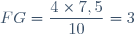 FG = \frac{4 \times 7,5}{10} = 3